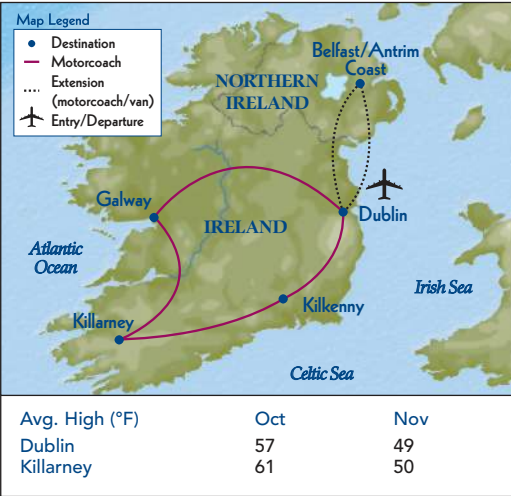 Map Legend
Destination
Motorcoach
Extension
(motorcoach/van)
Entry/Departure
Belfast/Antrim
Coast
NORTHERN
IRELAND
Galway
IRELAND
Dublin
Atlantic
Ocean
Irish Sea
Kilkenny
Killarney
Celtic Sea
Avg. High (°F) Oct Nov
Dublin 57 49
Killarney 61 50